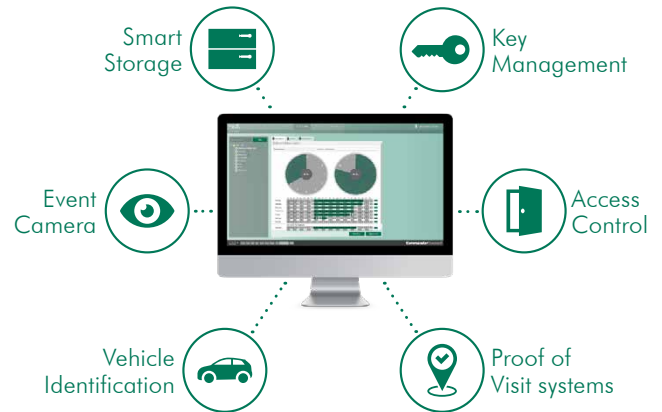 Smart
Storage
Key
Management
Event
Camera
Access
Control
Vehicle
Identification
Proof of
Visit systems